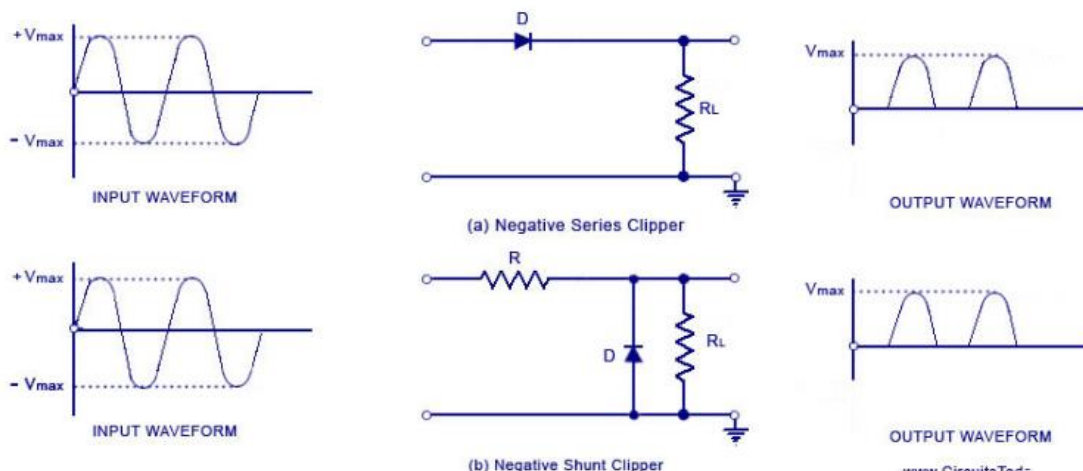 +Vmax
- Vmax
INPUT WAVEFORM
D
RL
(a) Negative Series Clipper
Vmax
OUTPUT WAVEFORM
+Vmax
- Vmax
INPUT WAVEFORM
R
D
RL
(b) Negative Shunt Clipper
Vmax
OUTPUT WAVEFORM